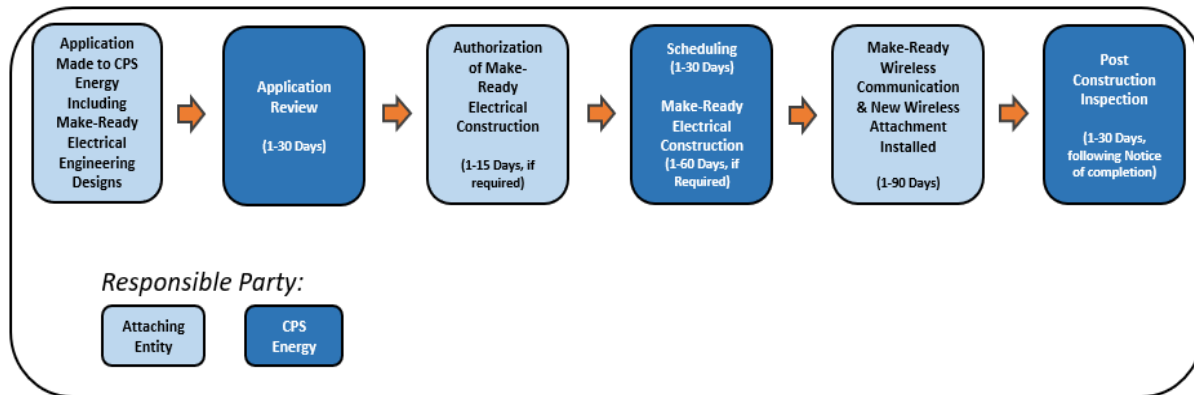 Application
Made to CPS
Energy
Including
Make-Ready
Electrical
Engineering
Designs
Application
Review
(1-30 Days)
Authorization
of Make-
Ready
Electrical
Construction
(1-15 Days, if
required)
Scheduling
(1-30 Days)
Make-Ready
Electrical
Construction
(1-60 Days, if
Required)
Make-Ready
Wireless
Communication
& New Wireless
Attachment
Installed
(1-90 Days)
Post
Construction
Inspection
(1-30 Days,
following Notice
of completion)
Responsible Party:
Attaching
Entity
CPS
Energy